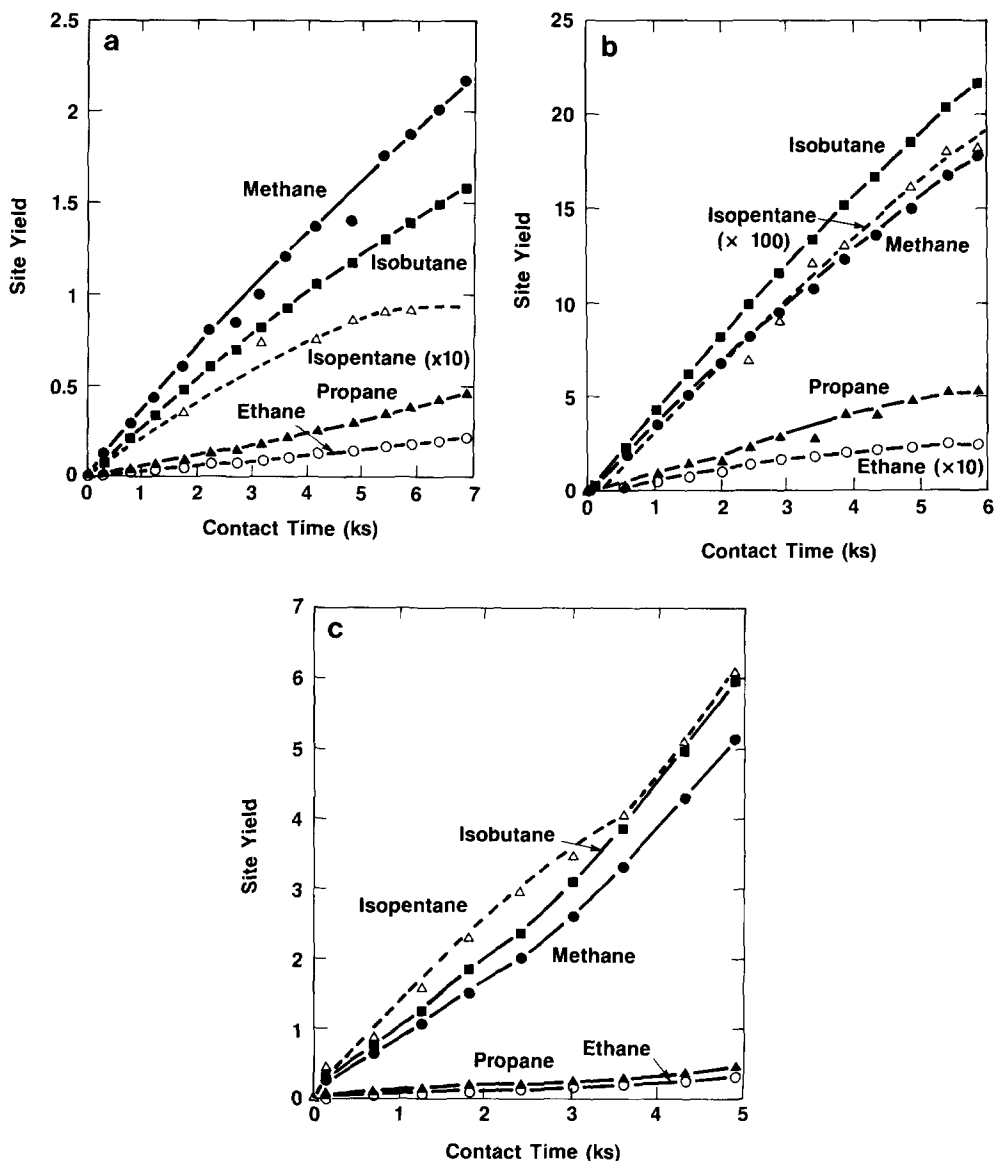 a
2.5
2
1.5
1
0.5
0
Site Yield
Methane
Isobutane
Isopentane (x10)
Propane
Ethane
0 1 2 3 4 5 6 7
Contact Time (ks)
b
25
20
15
10
5
0
Site Yield
Isobutane
Isopentane
(× 100)
Methane
Propane
Ethane (×10)
0 1 2 3 4 5 6
Contact Time (ks)
c
7
6
5
4
3
2
1
0
Site Yield
Isobutane
Isopentane
Methane
Propane
Ethane
0 1 2 3 4 5
Contact Time (ks)